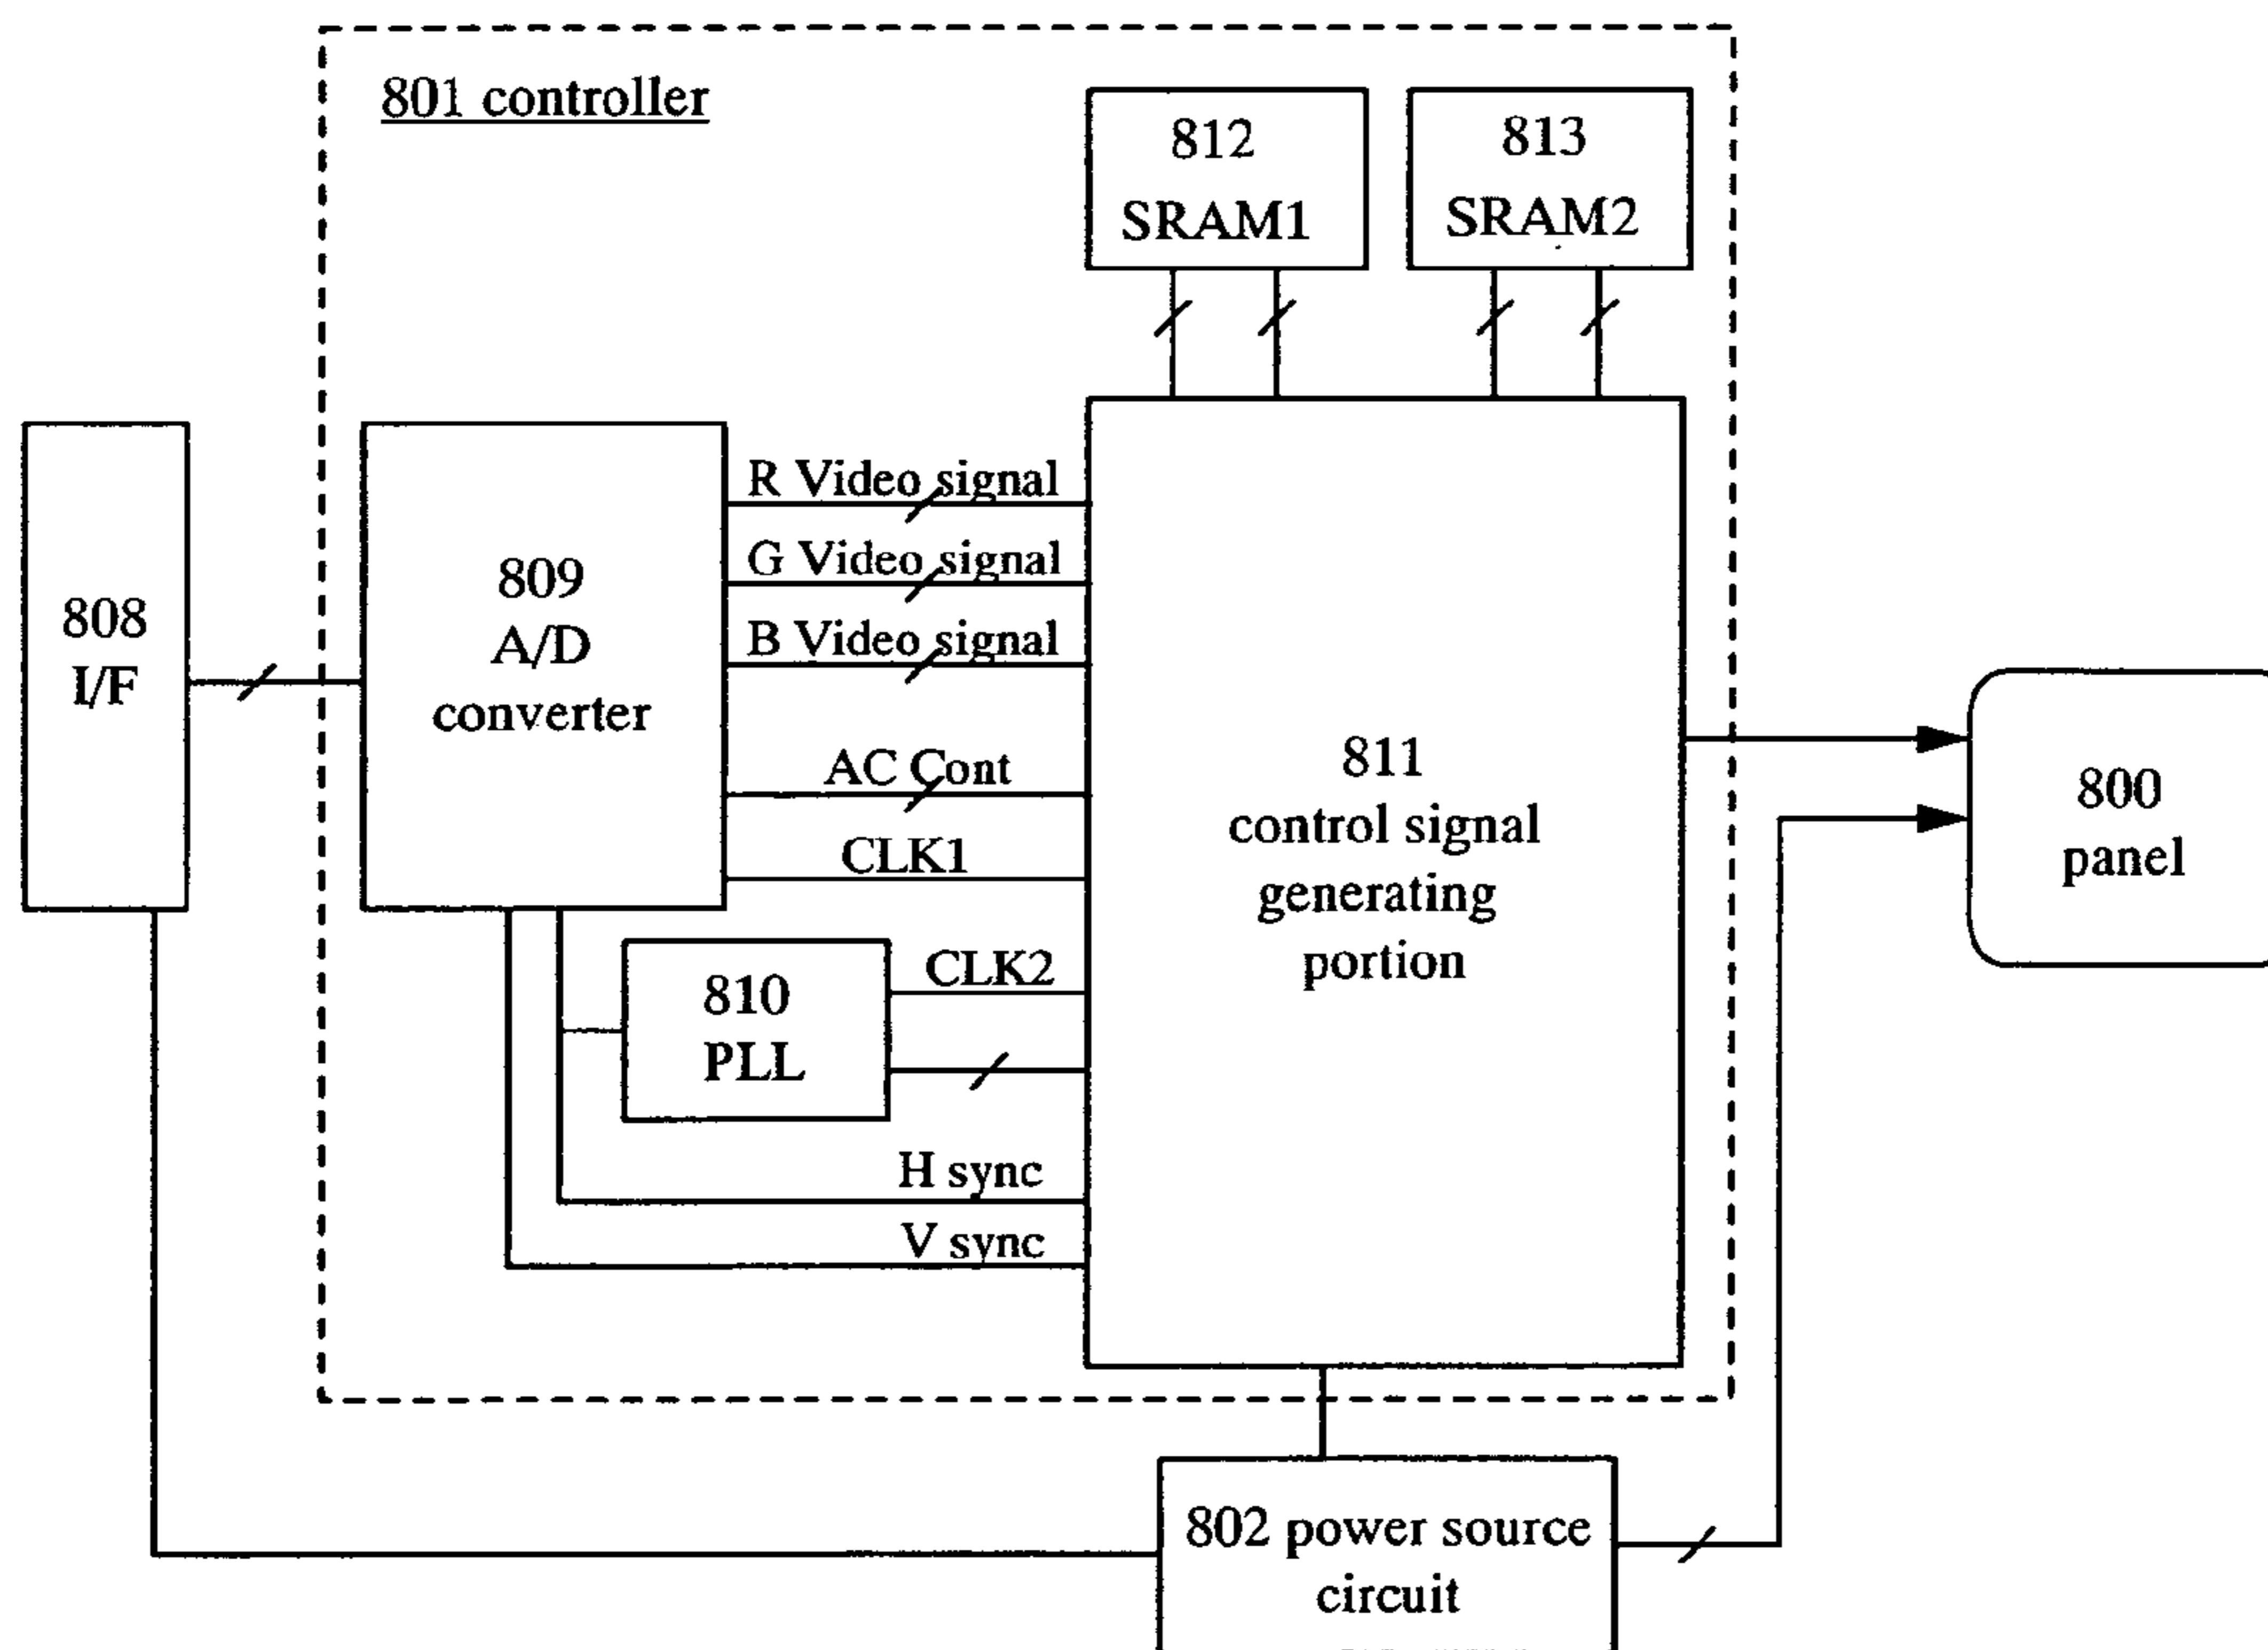 801 controller
812
SRAM1
813
SRAM2
808
I/F
809
A/D
converter
R Video signal
G Video signal
B Video signal
AC Cont
CLK1
CLK2
810
PLL
H sync
V sync
811
control signal
generating
portion
800
panel
802 power source
circuit